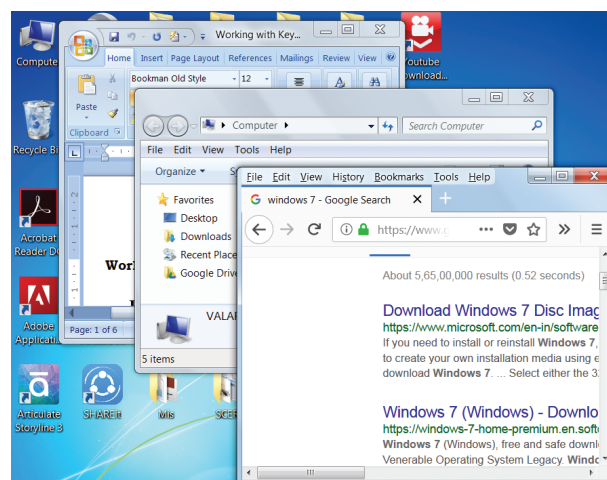 Compute
Recycle Bi
Acrobat
Reader D
Adobe
Applicati...
Articulate
Storyline 3
SHAREit
Mis
SCER
Youtube
ownload...
Working with Key...
Home Insert Page Layout References Mailings Review View
Paste
Clipboard
Bookman Old Style 12
Worl
Page: 1 of 6
Computer
Search Computer
File Edit View Tools Help
Organize
Favorites
Desktop
Downloads
Recent Place
Google Drive
VALAR
5 items
File Edit View History Bookmarks Tools Help
windows 7 - Google Search
https://www.g
About 5,65,00,000 results (0.52 seconds)
Download Windows 7 Disc Imag
https://www.microsoft.com/en-in/software
If you need to install or reinstall Windows 7,
to create your own installation media using e
download Windows 7. ... Select either the 3
Windows 7 (Windows) - Downlo
https://windows-7-home-premium.en.softo
Windows 7 (Windows), free and safe downl
Venerable Operating System Legacy. Windo